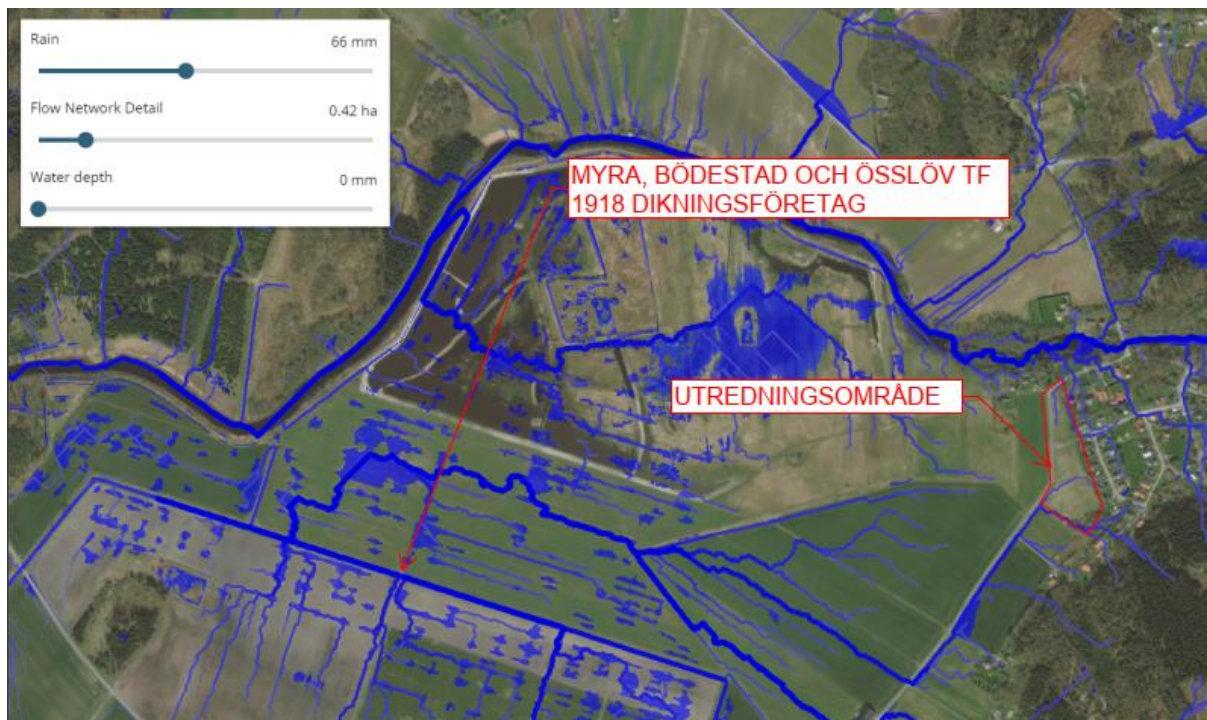 Rain 66 mm
Flow Network Detail 0.42 ha
Water depth 0 mm
MYRA, BÖDESTAD OCH ÖSSLÖV TF
1918 DIKNINGSFÖRETAG
UTREDNINGSOMRÅDE